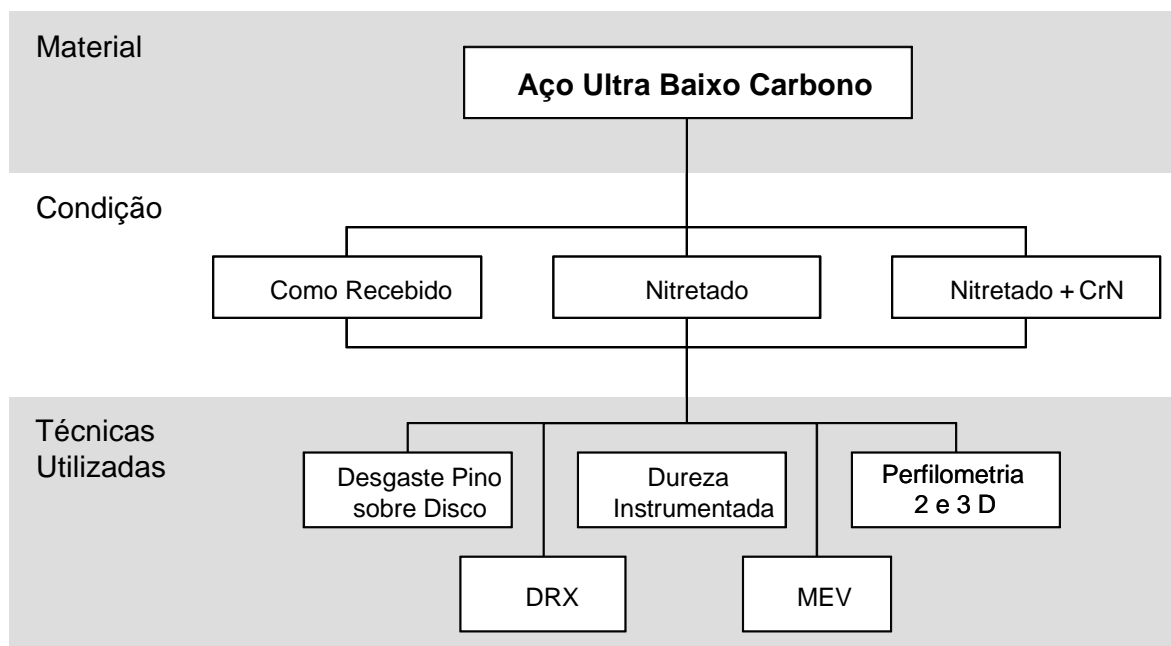 Material
Aço Ultra Baixo Carbono
Condição
Como Recebido
Nitretado
Nitretado + CrN
Técnicas
Utilizadas
Desgaste Pino
sobre Disco
Dureza
Instrumentada
Perfilometria
2 e 3 D
DRX
MEV